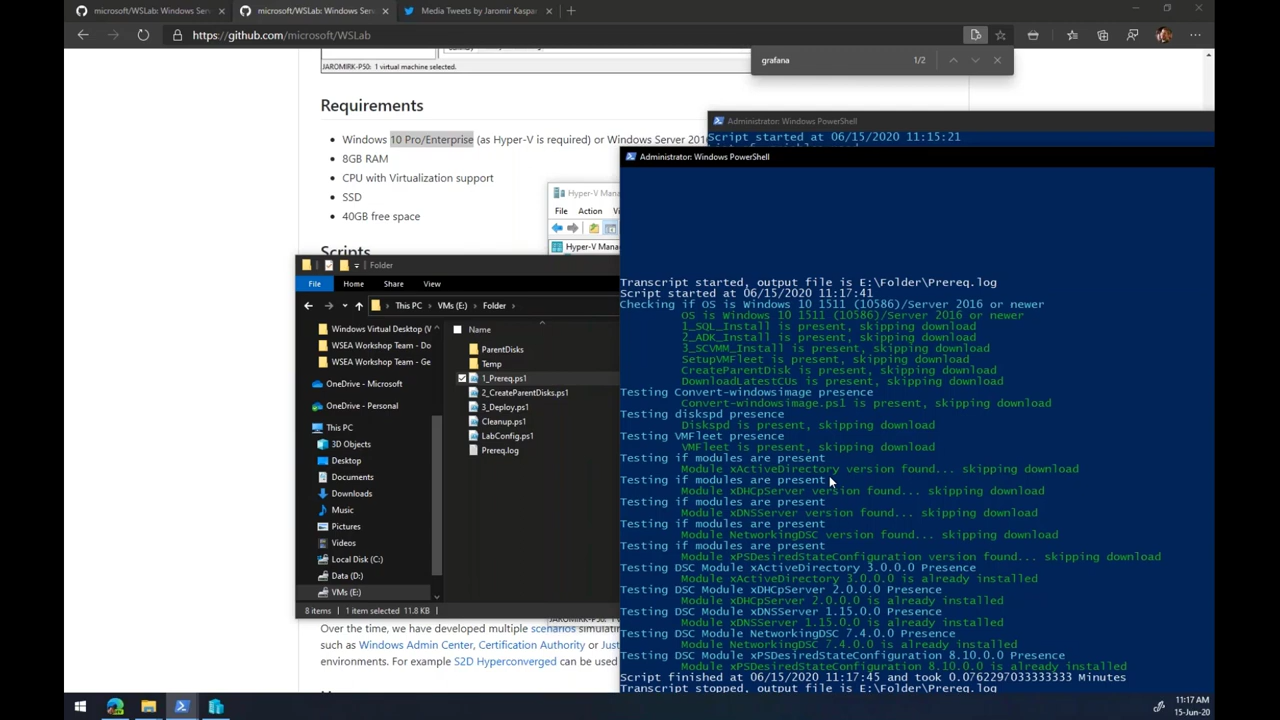 microsoft/WSLab: Windows Serv
microsoft/WSLab: Windows Serv
Media Tweets by Jaromir Kaspar
https://github.com/microsoft/WSLab
grafana
1/2
JAROMIRK-P50: 1 virtual machine selected.
Requirements
Windows 10 Pro/Enterprise (as Hyper-V is required) or Windows Server 201
8GB RAM
CPU with Virtualization support
SSD
40GB free space
Scripts
Administrator: Windows PowerShell
Script started at 06/15/2020 11:15:21
Administrator: Windows PowerShell
Hyper-V Mana
File Action Vi
Hyper-V Mana
Folder
File Home Share View
This PC > VMs (E:) > Folder >
Windows Virtual Desktop (V
WSEA Workshop Team - Do
WSEA Workshop Team - Ge
OneDrive - Microsoft
OneDrive - Personal
This PC
3D Objects
Desktop
Documents
Downloads
Music
Pictures
Videos
Local Disk (C:)
Data (D:)
VMs (E:)
Name
ParentDisks
Temp
1_Prereq.ps1
2_CreateParentDisks.ps1
3_Deploy.ps1
Cleanup.ps1
LabConfig.ps1
Prereq.log
8 items 1 item selected 11.8 KB
Transcript started, output file is E:\Folder\Prereq.log
Script started at 06/15/2020 11:17:41
Checking if OS is Windows 10 1511 (10586)/Server 2016 or newer
OS is Windows 10 1511 (10586)/Server 2016 or newer
1_SQL_Install is present, skipping download
2_ADK_Install is present, skipping download
3_SCVMM_Install is present, skipping download
SetupVMFleet is present, skipping download
CreateParentDisk is present, skipping download
DownloadLatestCUs is present, skipping download
Testing Convert-windowsimage presence
Convert-windowsimage.ps1 is present, skipping download
Testing diskspd presence
Diskspd is present, skipping download
Testing VMFleet presence
VMFleet is present, skipping download
Testing if modules are present
Module xActiveDirectory version found... skipping download
Testing if modules are present
Module xDHCpServer version found... skipping download
Testing if modules are present
Module xDNSServer version found... skipping download
Testing if modules are present
Module NetworkingDSC version found... skipping download
Testing if modules are present
Module xPSDesiredStateConfiguration version found... skipping download
Testing DSC Module xActiveDirectory 3.0.0.0 Presence
Module xActiveDirectory 3.0.0.0 is already installed
Testing DSC Module xDHCpServer 2.0.0.0 Presence
Module xDHCpServer 2.0.0.0 is already installed
Testing DSC Module xDNSServer 1.15.0.0 Presence
Module xDNSServer 1.15.0.0 is already installed
Testing DSC Module NetworkingDSC 7.4.0.0 Presence
Module NetworkingDSC 7.4.0.0 is already installed
Testing DSC Module xPSDesiredStateConfiguration 8.10.0.0 Presence
Module xPSDesiredStateConfiguration 8.10.0.0 is already installed
Script finished at 06/15/2020 11:17:45 and took 0.0762297033333333 Minutes
Transcript stopped, output file is E:\Folder\Prereq.log
Over the time, we have developed multiple scenarios simulatin
such as Windows Admin Center, Certification Authority or Just
environments. For example S2D Hyperconverged can be used
11:17 AM
15-Jun-20